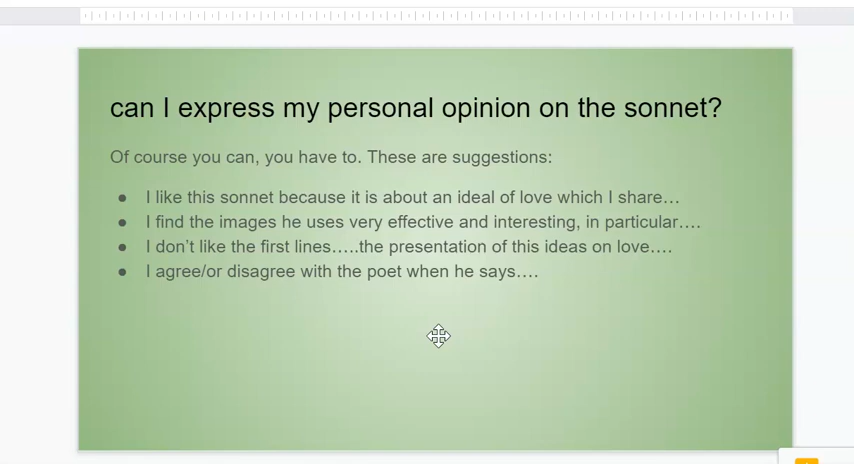 can I express my personal opinion on the sonnet?
Of course you can, you have to. These are suggestions:
● I like this sonnet because it is about an ideal of love which I share…
● I find the images he uses very effective and interesting, in particular….
● I don’t like the first lines…..the presentation of this ideas on love….
● I agree/or disagree with the poet when he says….